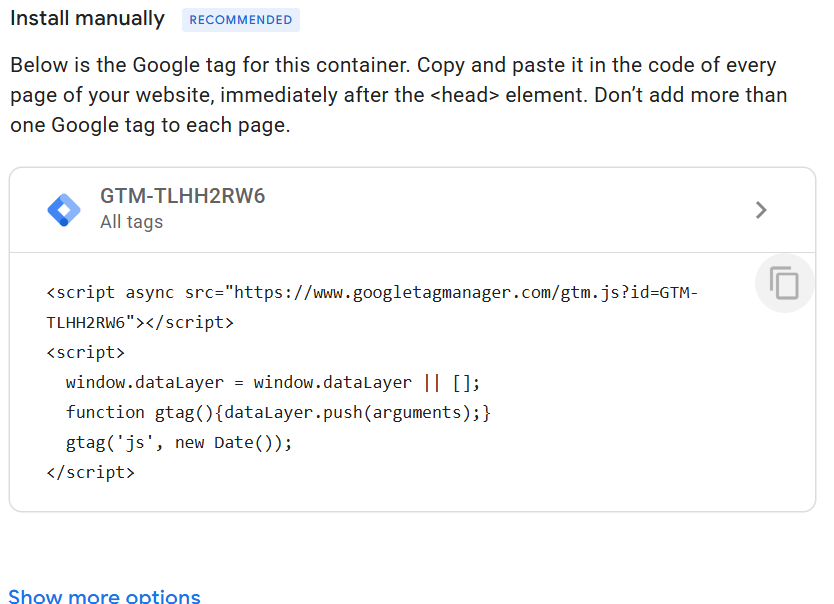 Install manually RECOMMENDED
Below is the Google tag for this container. Copy and paste it in the code of every
page of your website, immediately after the <head> element. Don’t add more than
one Google tag to each page.
GTM-TLHH2RW6
All tags
<script async src="https://www.googletagmanager.com/gtm.js?id=GTM-
TLHH2RW6"></script>
<script>
  window.dataLayer = window.dataLayer || [];
  function gtag(){dataLayer.push(arguments);}
  gtag('js', new Date());
</script>
Show more options